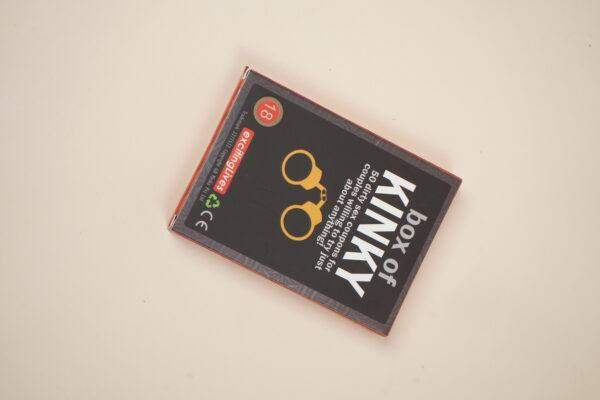 box of
KINKY
50 dirty sex coupons for
couples willing to try just
about anything!
18
excitinglives